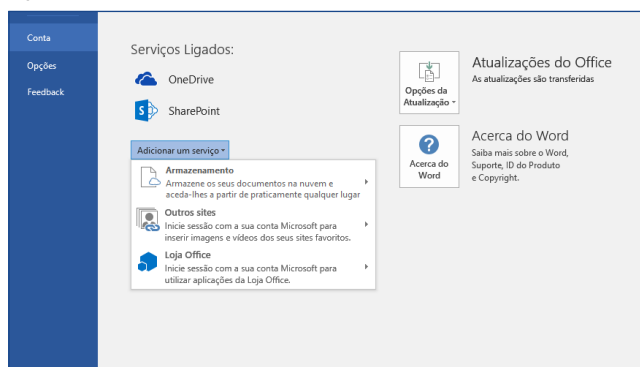 Conta
Opções
Feedback
Serviços Ligados:
OneDrive
SharePoint
Adicionar um serviço
Armazenamento
Armazene os seus documentos na nuvem e
aceda-lhes a partir de praticamente qualquer lugar
Outros sites
Inicie sessão com a sua conta Microsoft para
inserir imagens e vídeos dos seus sites favoritos.
Loja Office
Inicie sessão com a sua conta Microsoft para
utilizar aplicações da Loja Office.
Opções da
Atualização
Atualizações do Office
As atualizações são transferidas
Acerca do
Word
Acerca do Word
Saiba mais sobre o Word,
Suporte, ID do Produto
e Copyright.